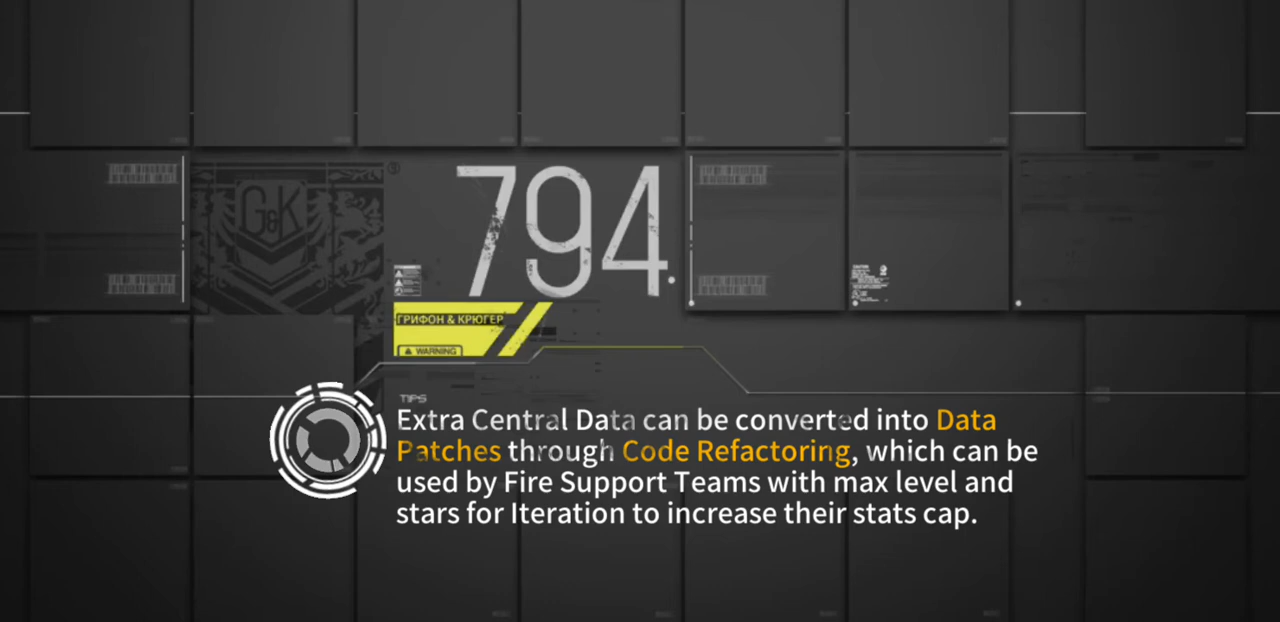 G&K
794.
ГРИФОН & КРЮГЕР
WARNING
TIPS
Extra Central Data can be converted into Data
Patches through Code Refactoring, which can be
used by Fire Support Teams with max level and
stars for Iteration to increase their stats cap.